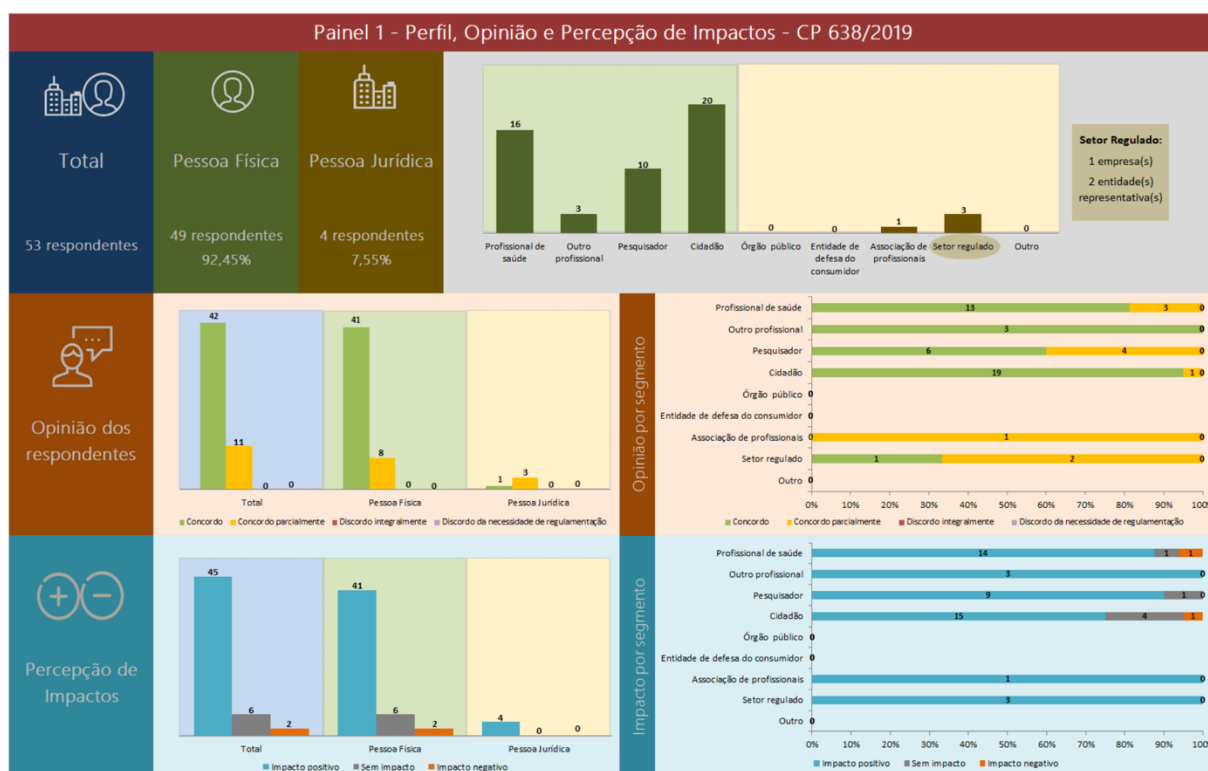 Painel 1 - Perfil, Opinião e Percepção de Impactos - CP 638/2019
Total
53 respondentes
Pessoa Física
49 respondentes
92,45%
Pessoa Jurídica
4 respondentes
7,55%
16
3
10
20
0
0
1
3
0
Profissional de saúde
Outro profissional
Pesquisador
Cidadão
Órgão público
Entidade de defesa do consumidor
Associação de profissionais
Setor regulado
Outro
Setor Regulado:
1 empresa(s)
2 entidade(s)
representativa(s)
Opinião dos
respondentes
42
11
0
0
41
8
0
0
1
3
0
0
Total
Pessoa Física
Pessoa Jurídica
Concordo
Concordo parcialmente
Discordo integralmente
Discordo da necessidade de regulamentação
Opinião por segmento
Profissional de saúde 13 3 0
Outro profissional 3 0
Pesquisador 6 4 0
Cidadão 19 1 0
Órgão público 0
Entidade de defesa do consumidor 0
Associação de profissionais 0 1 0
Setor regulado 1 2 0
Outro 0
0% 10% 20% 30% 40% 50% 60% 70% 80% 90% 100%
Concordo
Concordo parcialmente
Discordo integralmente
Discordo da necessidade de regulamentação
Percepção de
Impactos
45
6
2
41
6
2
4
0
0
Total
Pessoa Física
Pessoa Jurídica
Impacto positivo
Sem impacto
Impacto negativo
Impacto por segmento
Profissional de saúde 14 1 1
Outro profissional 3 0
Pesquisador 9 1 0
Cidadão 15 4 1
Órgão público 0
Entidade de defesa do consumidor 0
Associação de profissionais 1 0
Setor regulado 3 0
Outro 0
0% 10% 20% 30% 40% 50% 60% 70% 80% 90% 100%
Impacto positivo
Sem impacto
Impacto negativo